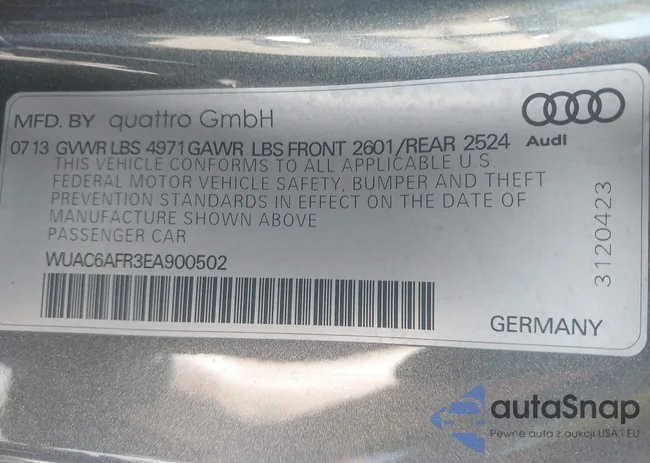 MFD. BY quattro GmbH
07 13 GVWR LBS 4971 GAWR LBS FRONT 2601/REAR 2524
Audi
THIS VEHICLE CONFORMS TO ALL APPLICABLE U S
FEDERAL MOTOR VEHICLE SAFETY, BUMPER AND THEFT
PREVENTION STANDARDS IN EFFECT ON THE DATE OF
MANUFACTURE SHOWN ABOVE
PASSENGER CAR
WUAC6AFR3EA900502
3120423
GERMANY
autaSnap
Pewne auta z aukcji USA i EU